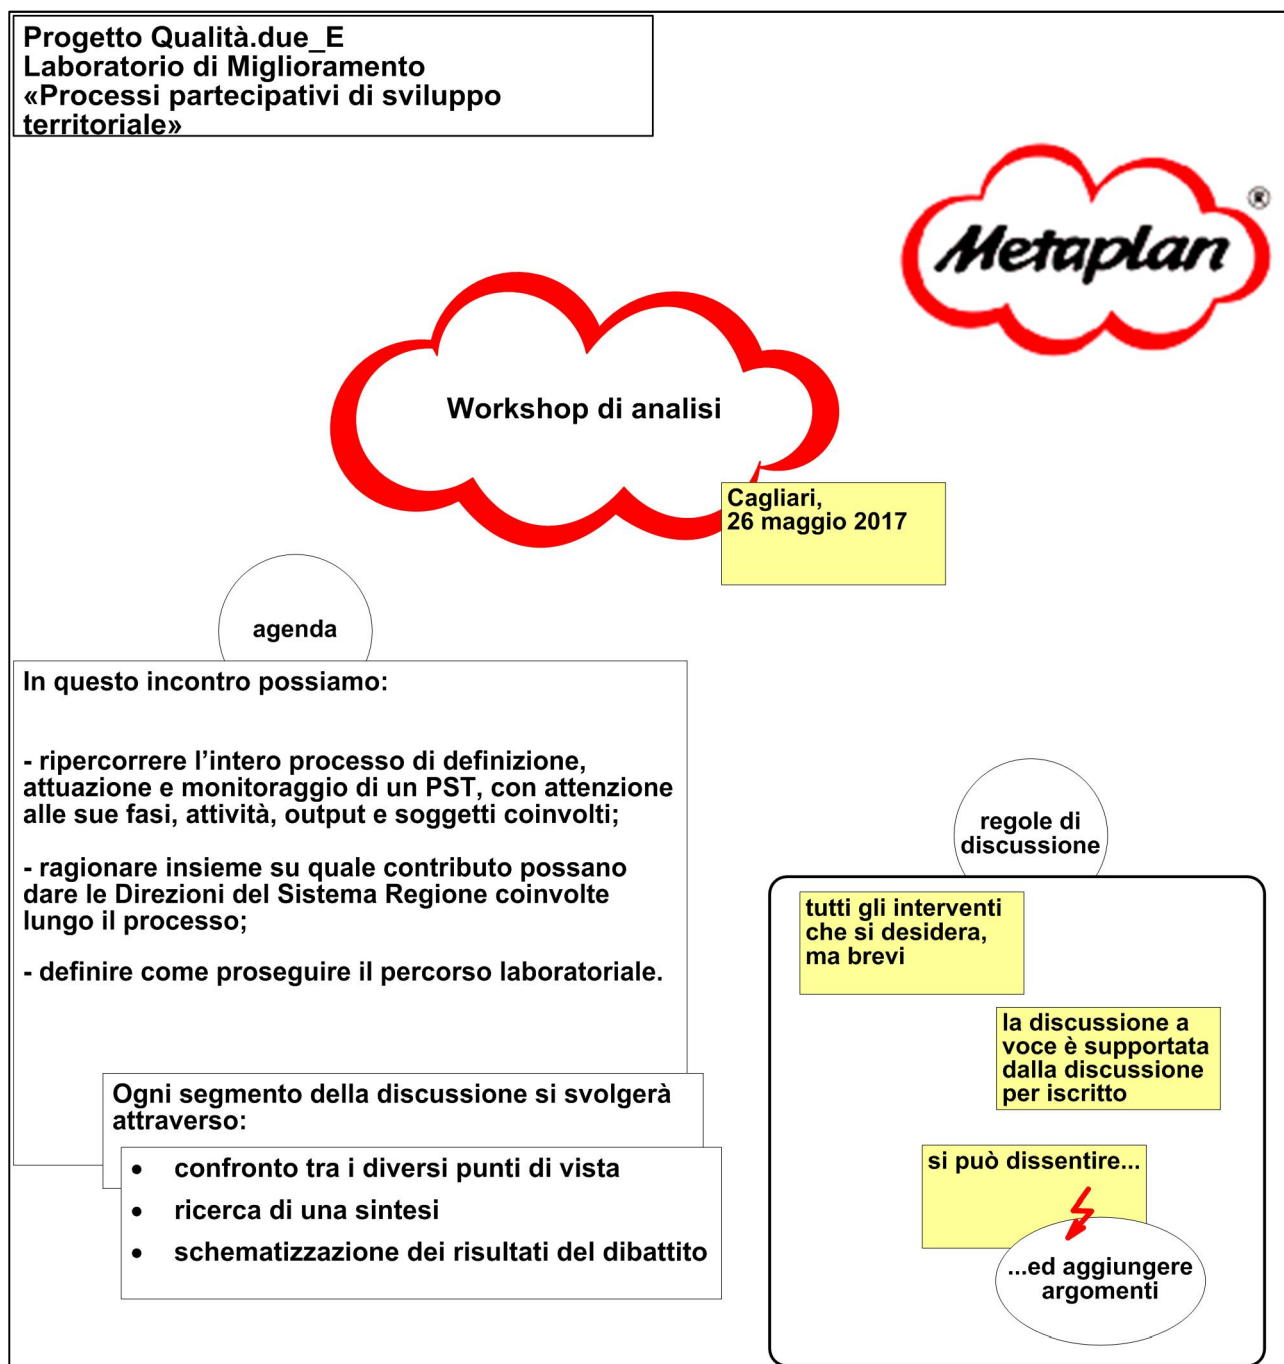 Progetto Qualità.due_E
Laboratorio di Miglioramento
«Processi partecipativi di sviluppo
territoriale»
Metaplan®
Workshop di analisi
Cagliari,
26 maggio 2017
agenda
In questo incontro possiamo:
- ripercorrere l’intero processo di definizione,
attuazione e monitoraggio di un PST, con attenzione
alle sue fasi, attività, output e soggetti coinvolti;
- ragionare insieme su quale contributo possano
dare le Direzioni del Sistema Regione coinvolte
lungo il processo;
- definire come proseguire il percorso laboratoriale.
Ogni segmento della discussione si svolgerà
attraverso:
• confronto tra i diversi punti di vista
• ricerca di una sintesi
• schematizzazione dei risultati del dibattito
regole di
discussione
tutti gli interventi
che si desidera,
ma brevi
la discussione a
voce è supportata
dalla discussione
per iscritto
si può dissentire...
...ed aggiungere
argomenti